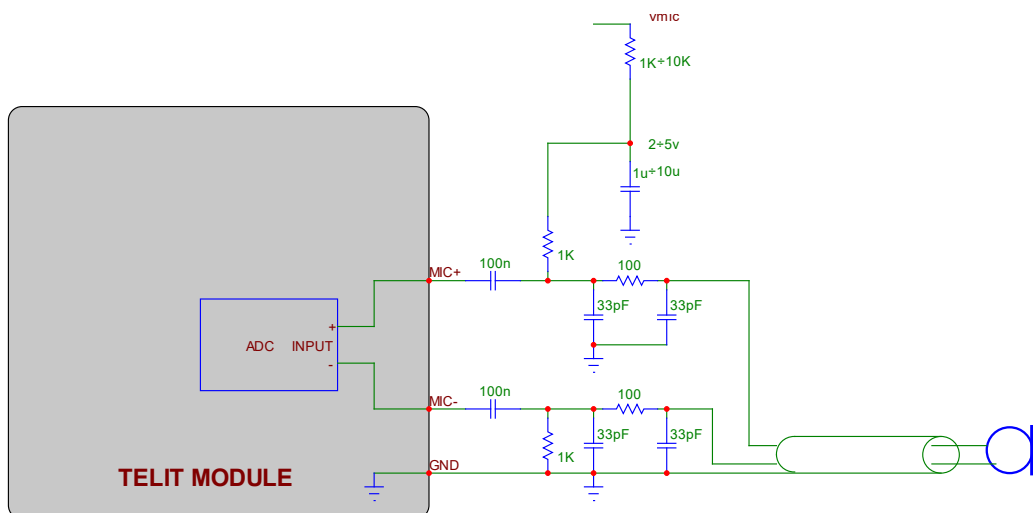 vmic
1K÷10K
2÷5v
1u÷10u
1K
MIC+
100n
100
33pF
33pF
+
ADC INPUT
-
100n
100
MIC-
33pF
33pF
1K
GND
TELIT MODULE